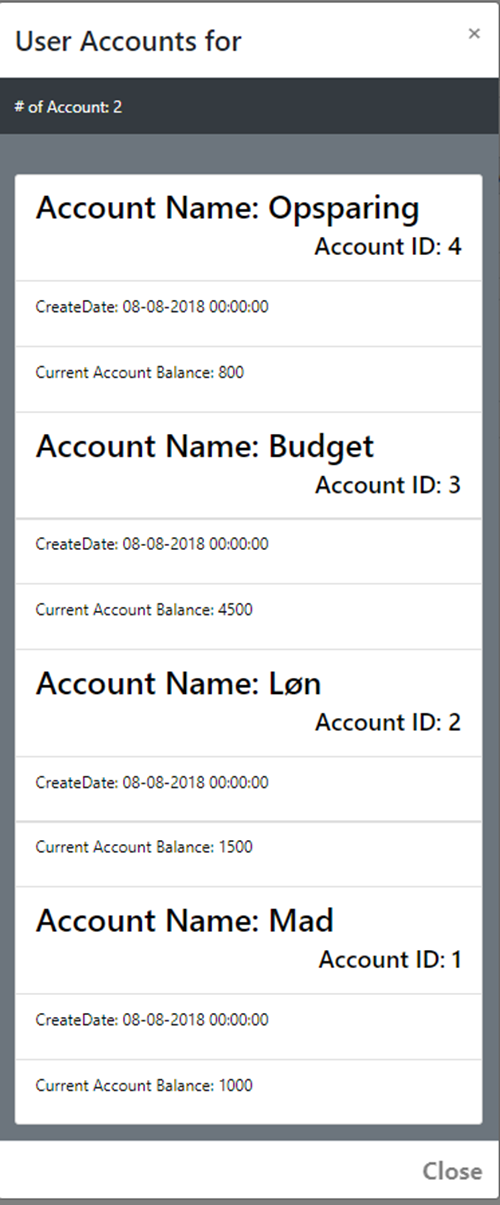 User Accounts for
×
# of Account: 2
Account Name: Opsparing
Account ID: 4
CreateDate: 08-08-2018 00:00:00
Current Account Balance: 800
Account Name: Budget
Account ID: 3
CreateDate: 08-08-2018 00:00:00
Current Account Balance: 4500
Account Name: Løn
Account ID: 2
CreateDate: 08-08-2018 00:00:00
Current Account Balance: 1500
Account Name: Mad
Account ID: 1
CreateDate: 08-08-2018 00:00:00
Current Account Balance: 1000
Close